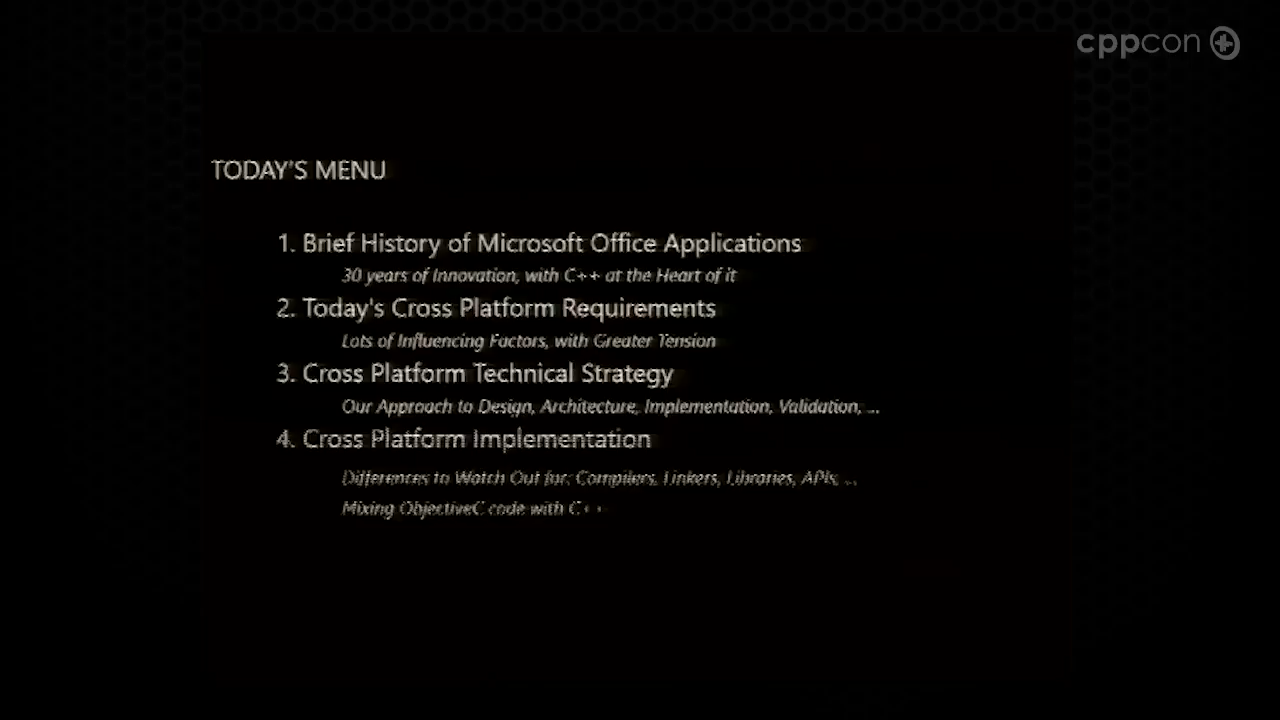 cppcon
TODAY'S MENU
1. Brief History of Microsoft Office Applications
30 years of Innovation, with C++ at the Heart of it
2. Today's Cross Platform Requirements
Lots of Influencing Factors, with Greater Tension
3. Cross Platform Technical Strategy
Our Approach to Design, Architecture, Implementation, Validation, ...
4. Cross Platform Implementation
Differences to Watch Out for: Compilers, Linkers, Libraries, APIs, ...
Mixing ObjectiveC code with C++